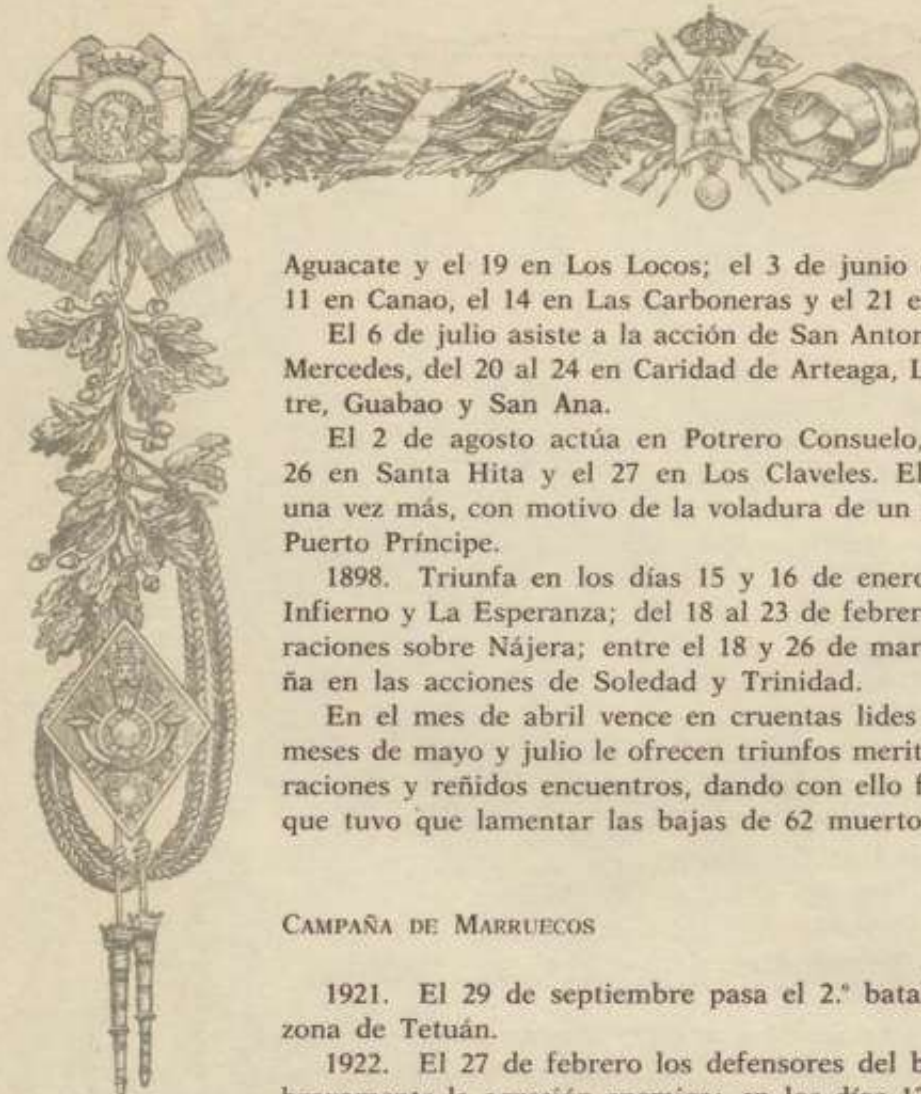 Aguacate y el 19 en Los Locos; el 3 de junio
11 en Canao, el 14 en Las Carboneras y el 21 e
El 6 de julio asiste a la acción de San Anton
Mercedes, del 20 al 24 en Caridad de Arteaga, L
tre, Guabao y San Ana.
El 2 de agosto actúa en Potrero Consuelo,
26 en Santa Hita y el 27 en Los Claveles. El
una vez más, con motivo de la voladura de un
Puerto Príncipe.
1898. Triunfa en los días 15 y 16 de enero
Infierno y La Esperanza; del 18 al 23 de febrer
raciones sobre Nájera; entre el 18 y 26 de mar
ña en las acciones de Soledad y Trinidad.
En el mes de abril vence en cruentas lides
meses de mayo y julio le ofrecen triunfos merit
raciones y reñidos encuentros, dando con ello f
que tuvo que lamentar las bajas de 62 muerto
CAMPAÑA DE MARRUECOS
1921. El 29 de septiembre pasa el 2.º bata
zona de Tetuán.
1922. El 27 de febrero los defensores del b